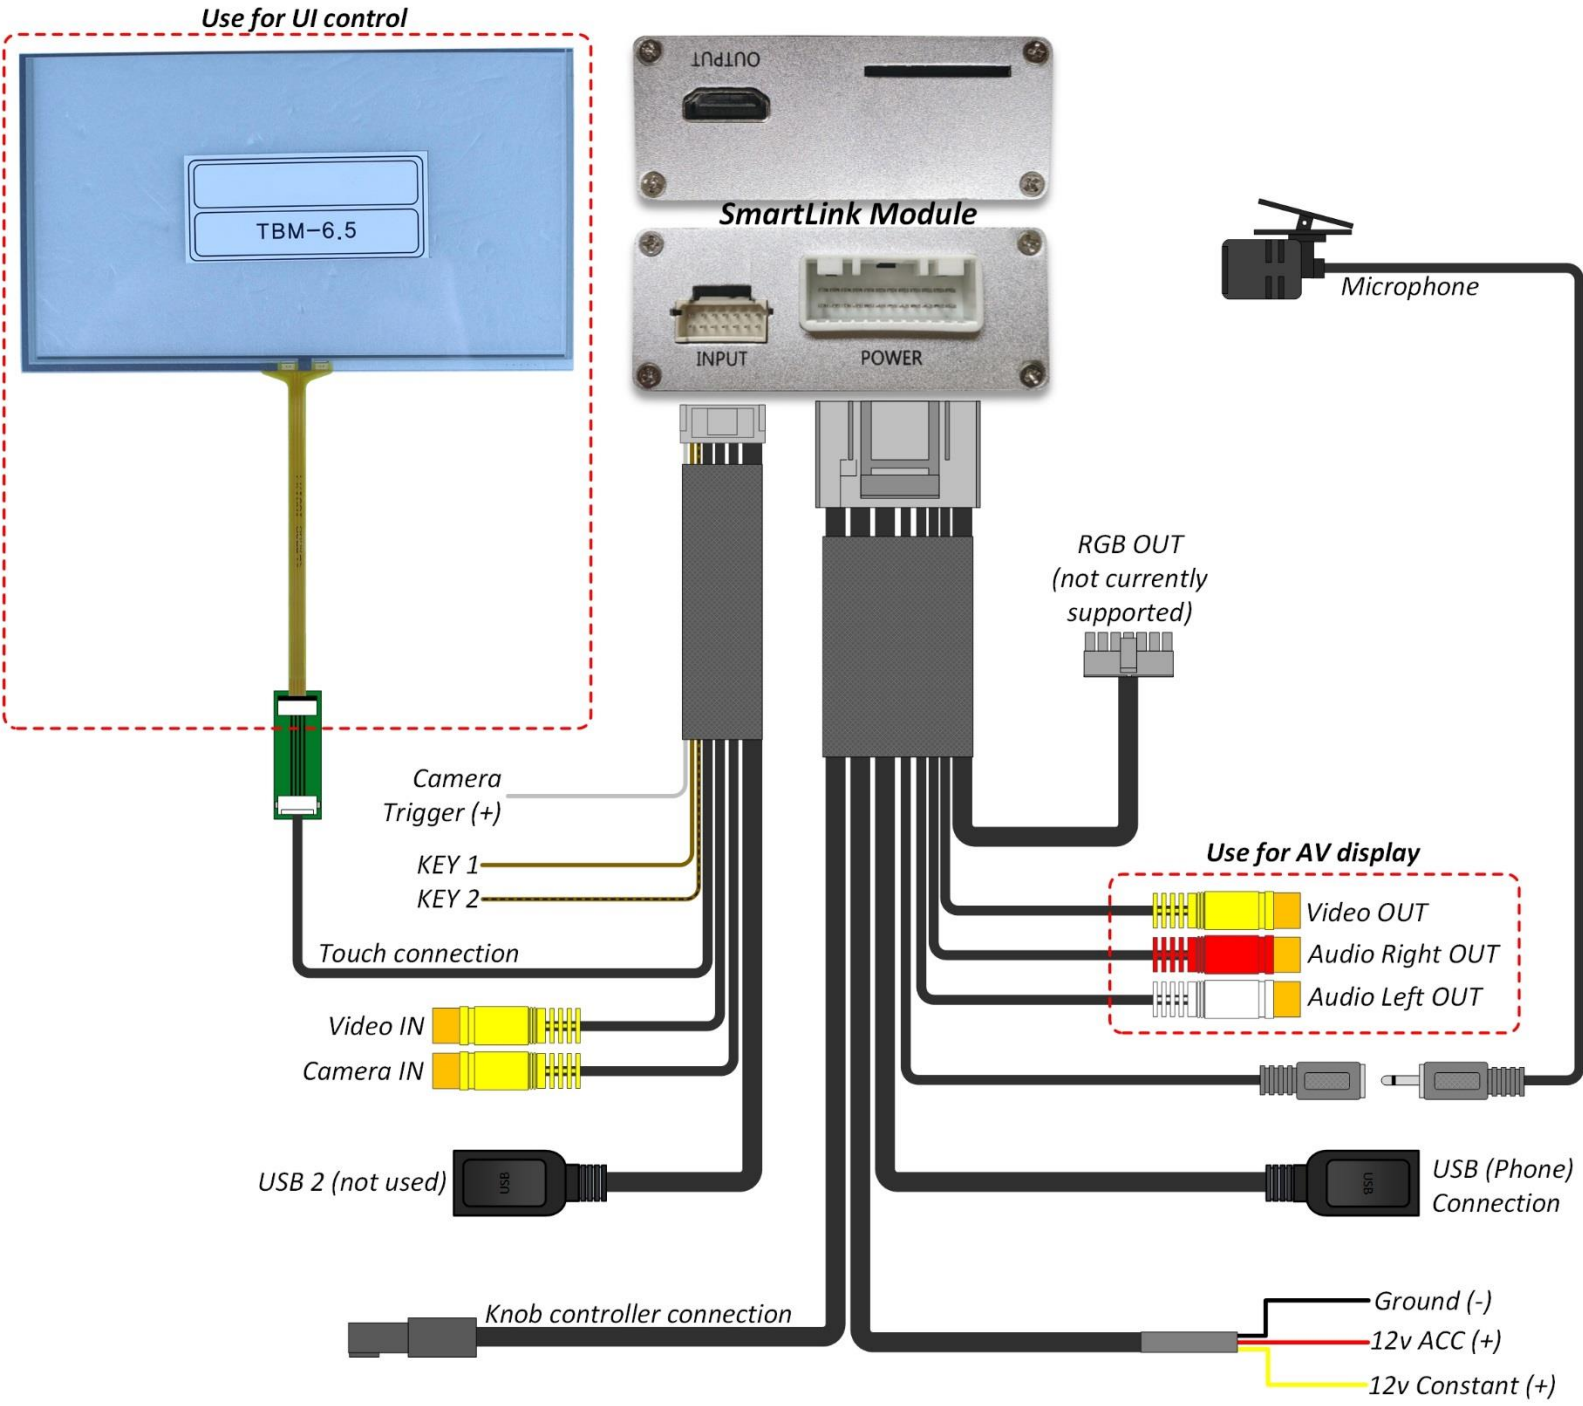 Use for UI control
OUTPUT
TBM-6.5
SmartLink Module
INPUT
POWER
Microphone
RGB OUT
(not currently
supported)
Camera
Trigger (+)
KEY 1
KEY 2
Touch connection
Video IN
Camera IN
USB 2 (not used)
USB
Knob controller connection
Use for AV display
Video OUT
Audio Right OUT
Audio Left OUT
USB
USB (Phone)
Connection
Ground (-)
12v ACC (+)
12v Constant (+)